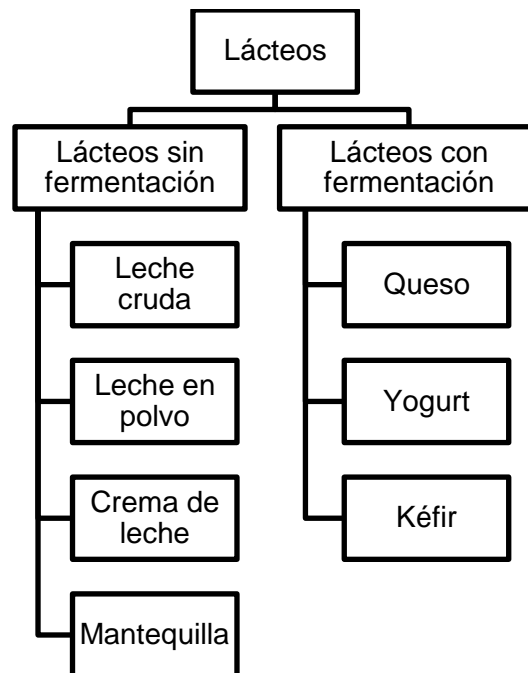 Lácteos
Lácteos sin
fermentación
Lácteos con
fermentación
Leche
cruda
Queso
Leche en
polvo
Yogurt
Crema de
leche
Kéfir
Mantequilla